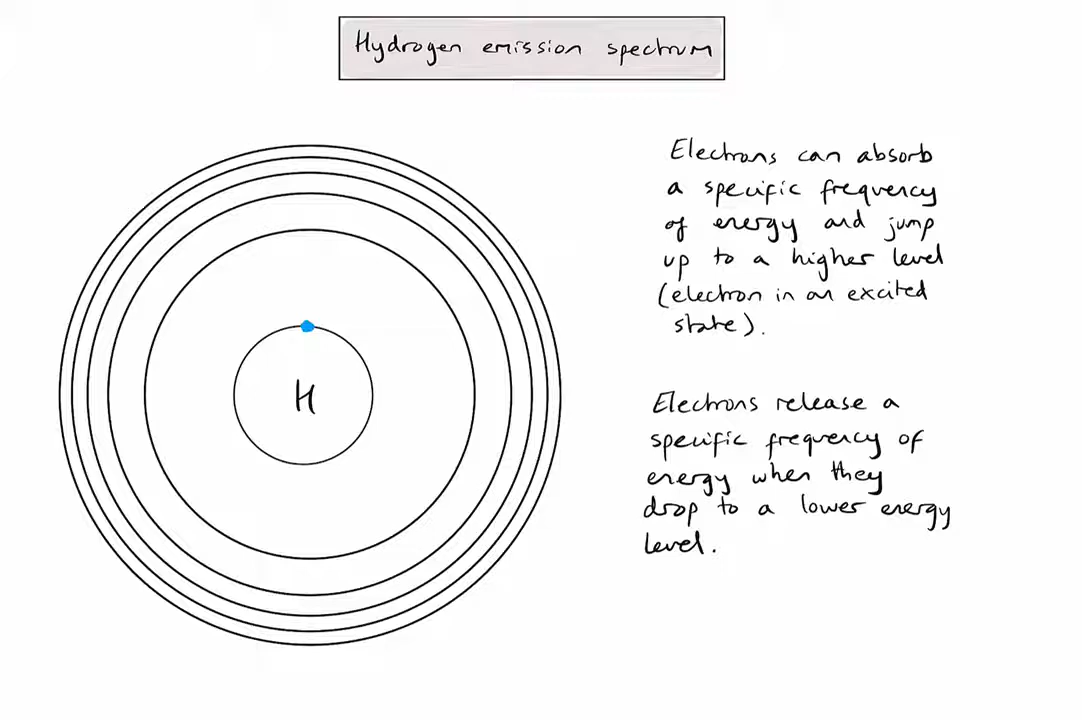 Hydrogen emission spectrum
H
Electrons can absorb
a specific frequency
of energy and jump
up to a higher level
(electron in an excited
state).
Electrons release a
specific frequency of
energy when they
drop to a lower energy
level.